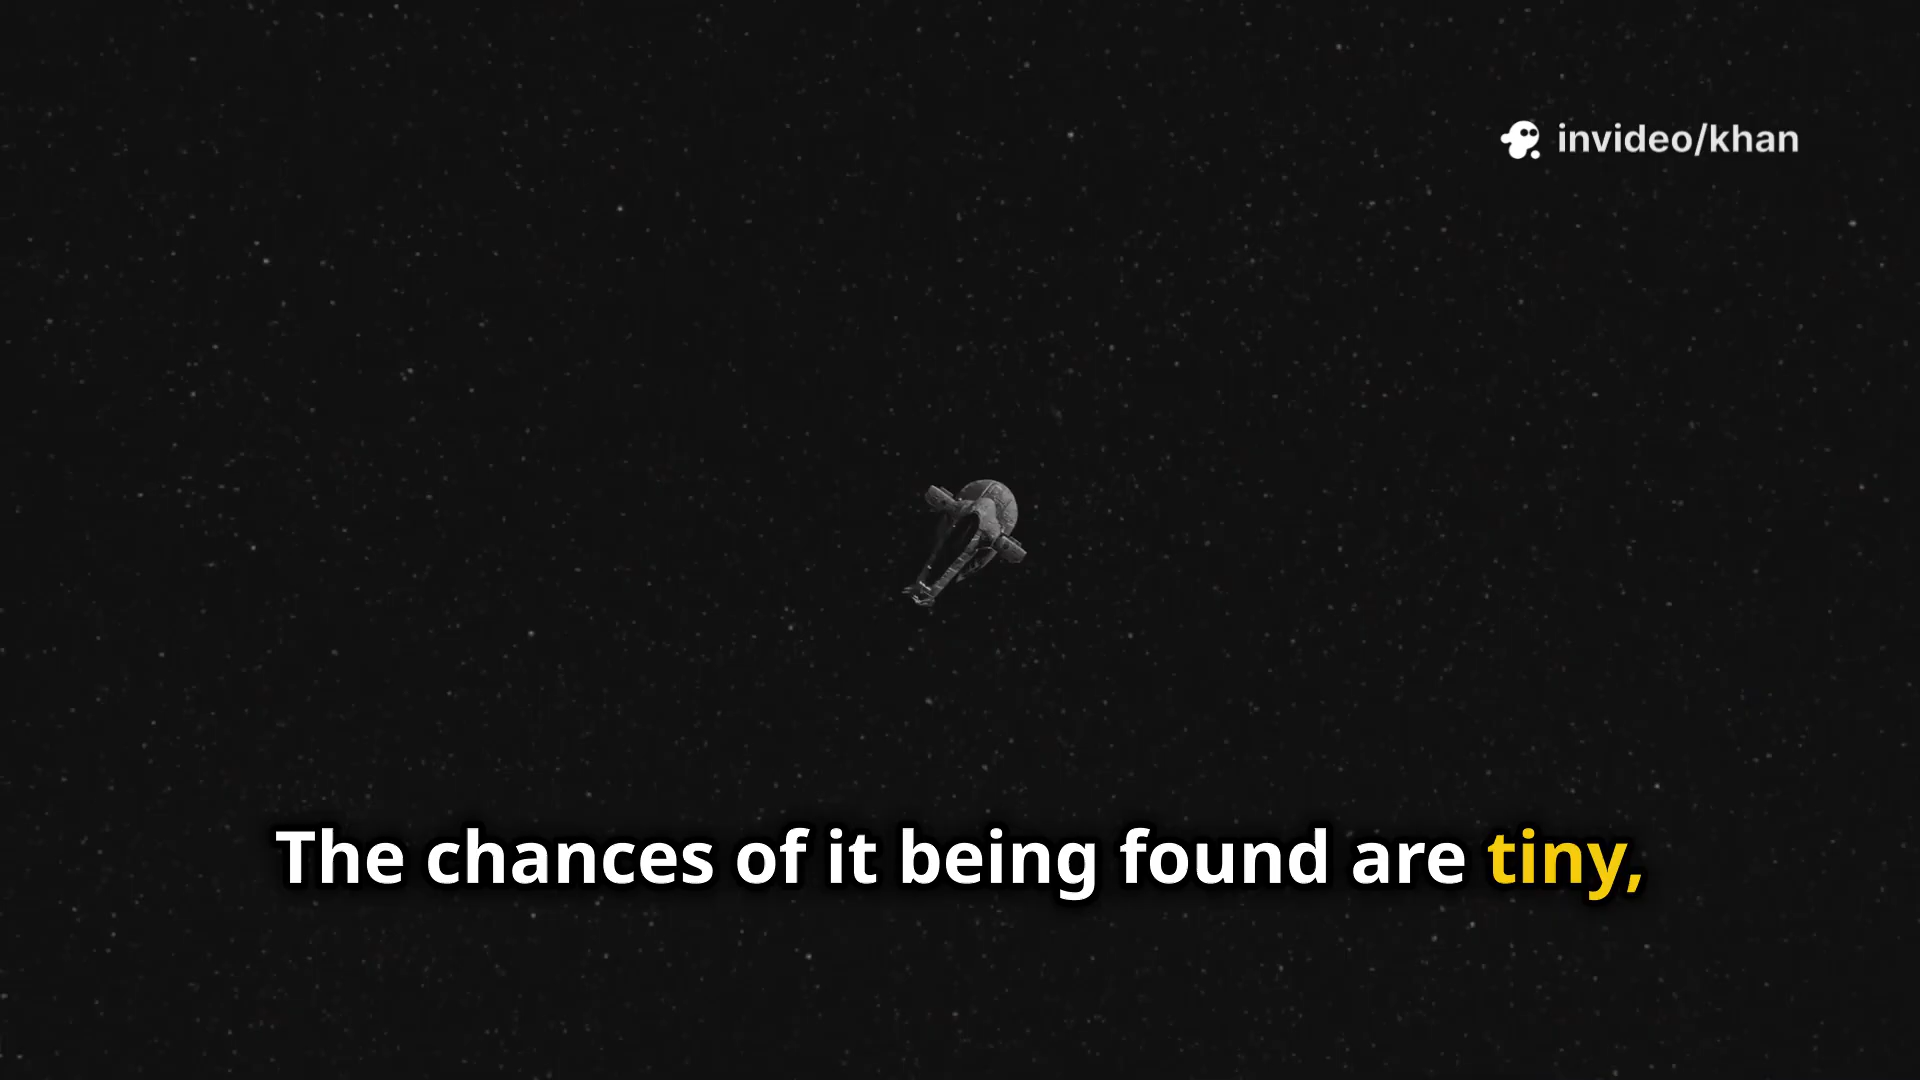 invideo/khan
The chances of it being found are tiny,